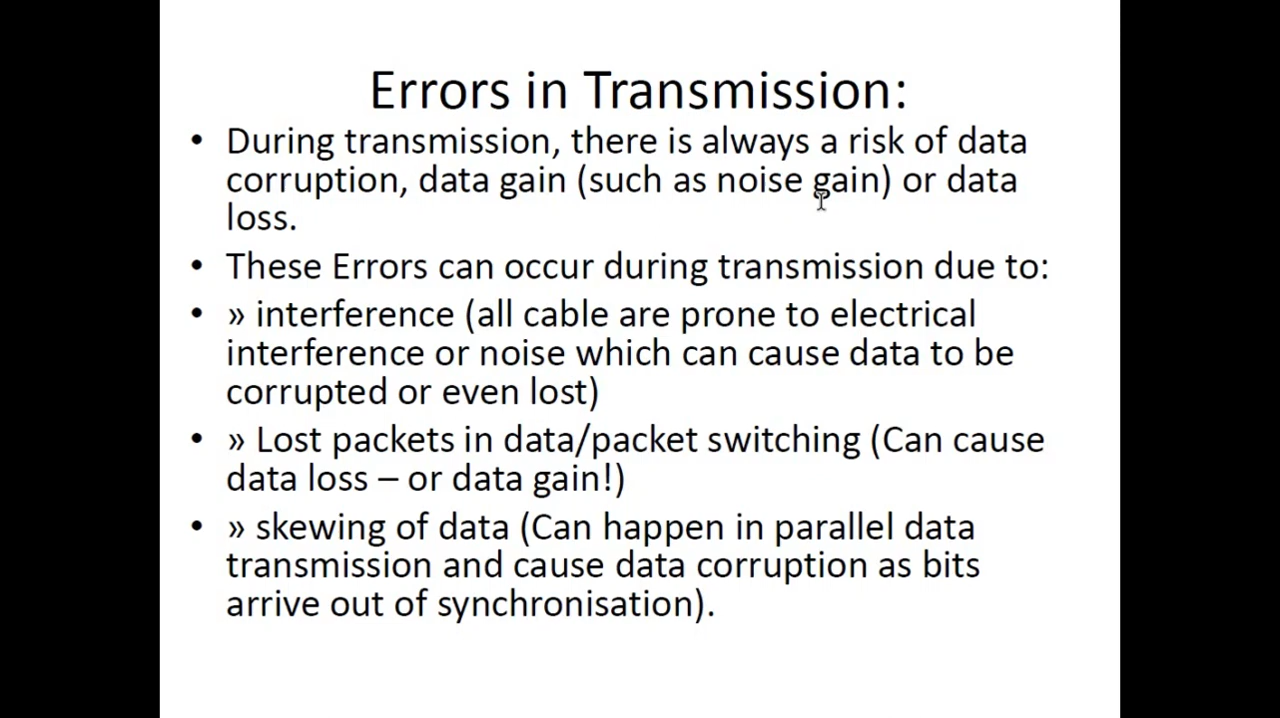 Errors in Transmission:
• During transmission, there is always a risk of data
corruption, data gain (such as noise gain) or data
loss.
• These Errors can occur during transmission due to:
• » interference (all cable are prone to electrical
interference or noise which can cause data to be
corrupted or even lost)
• » Lost packets in data/packet switching (Can cause
data loss – or data gain!)
• » skewing of data (Can happen in parallel data
transmission and cause data corruption as bits
arrive out of synchronisation).